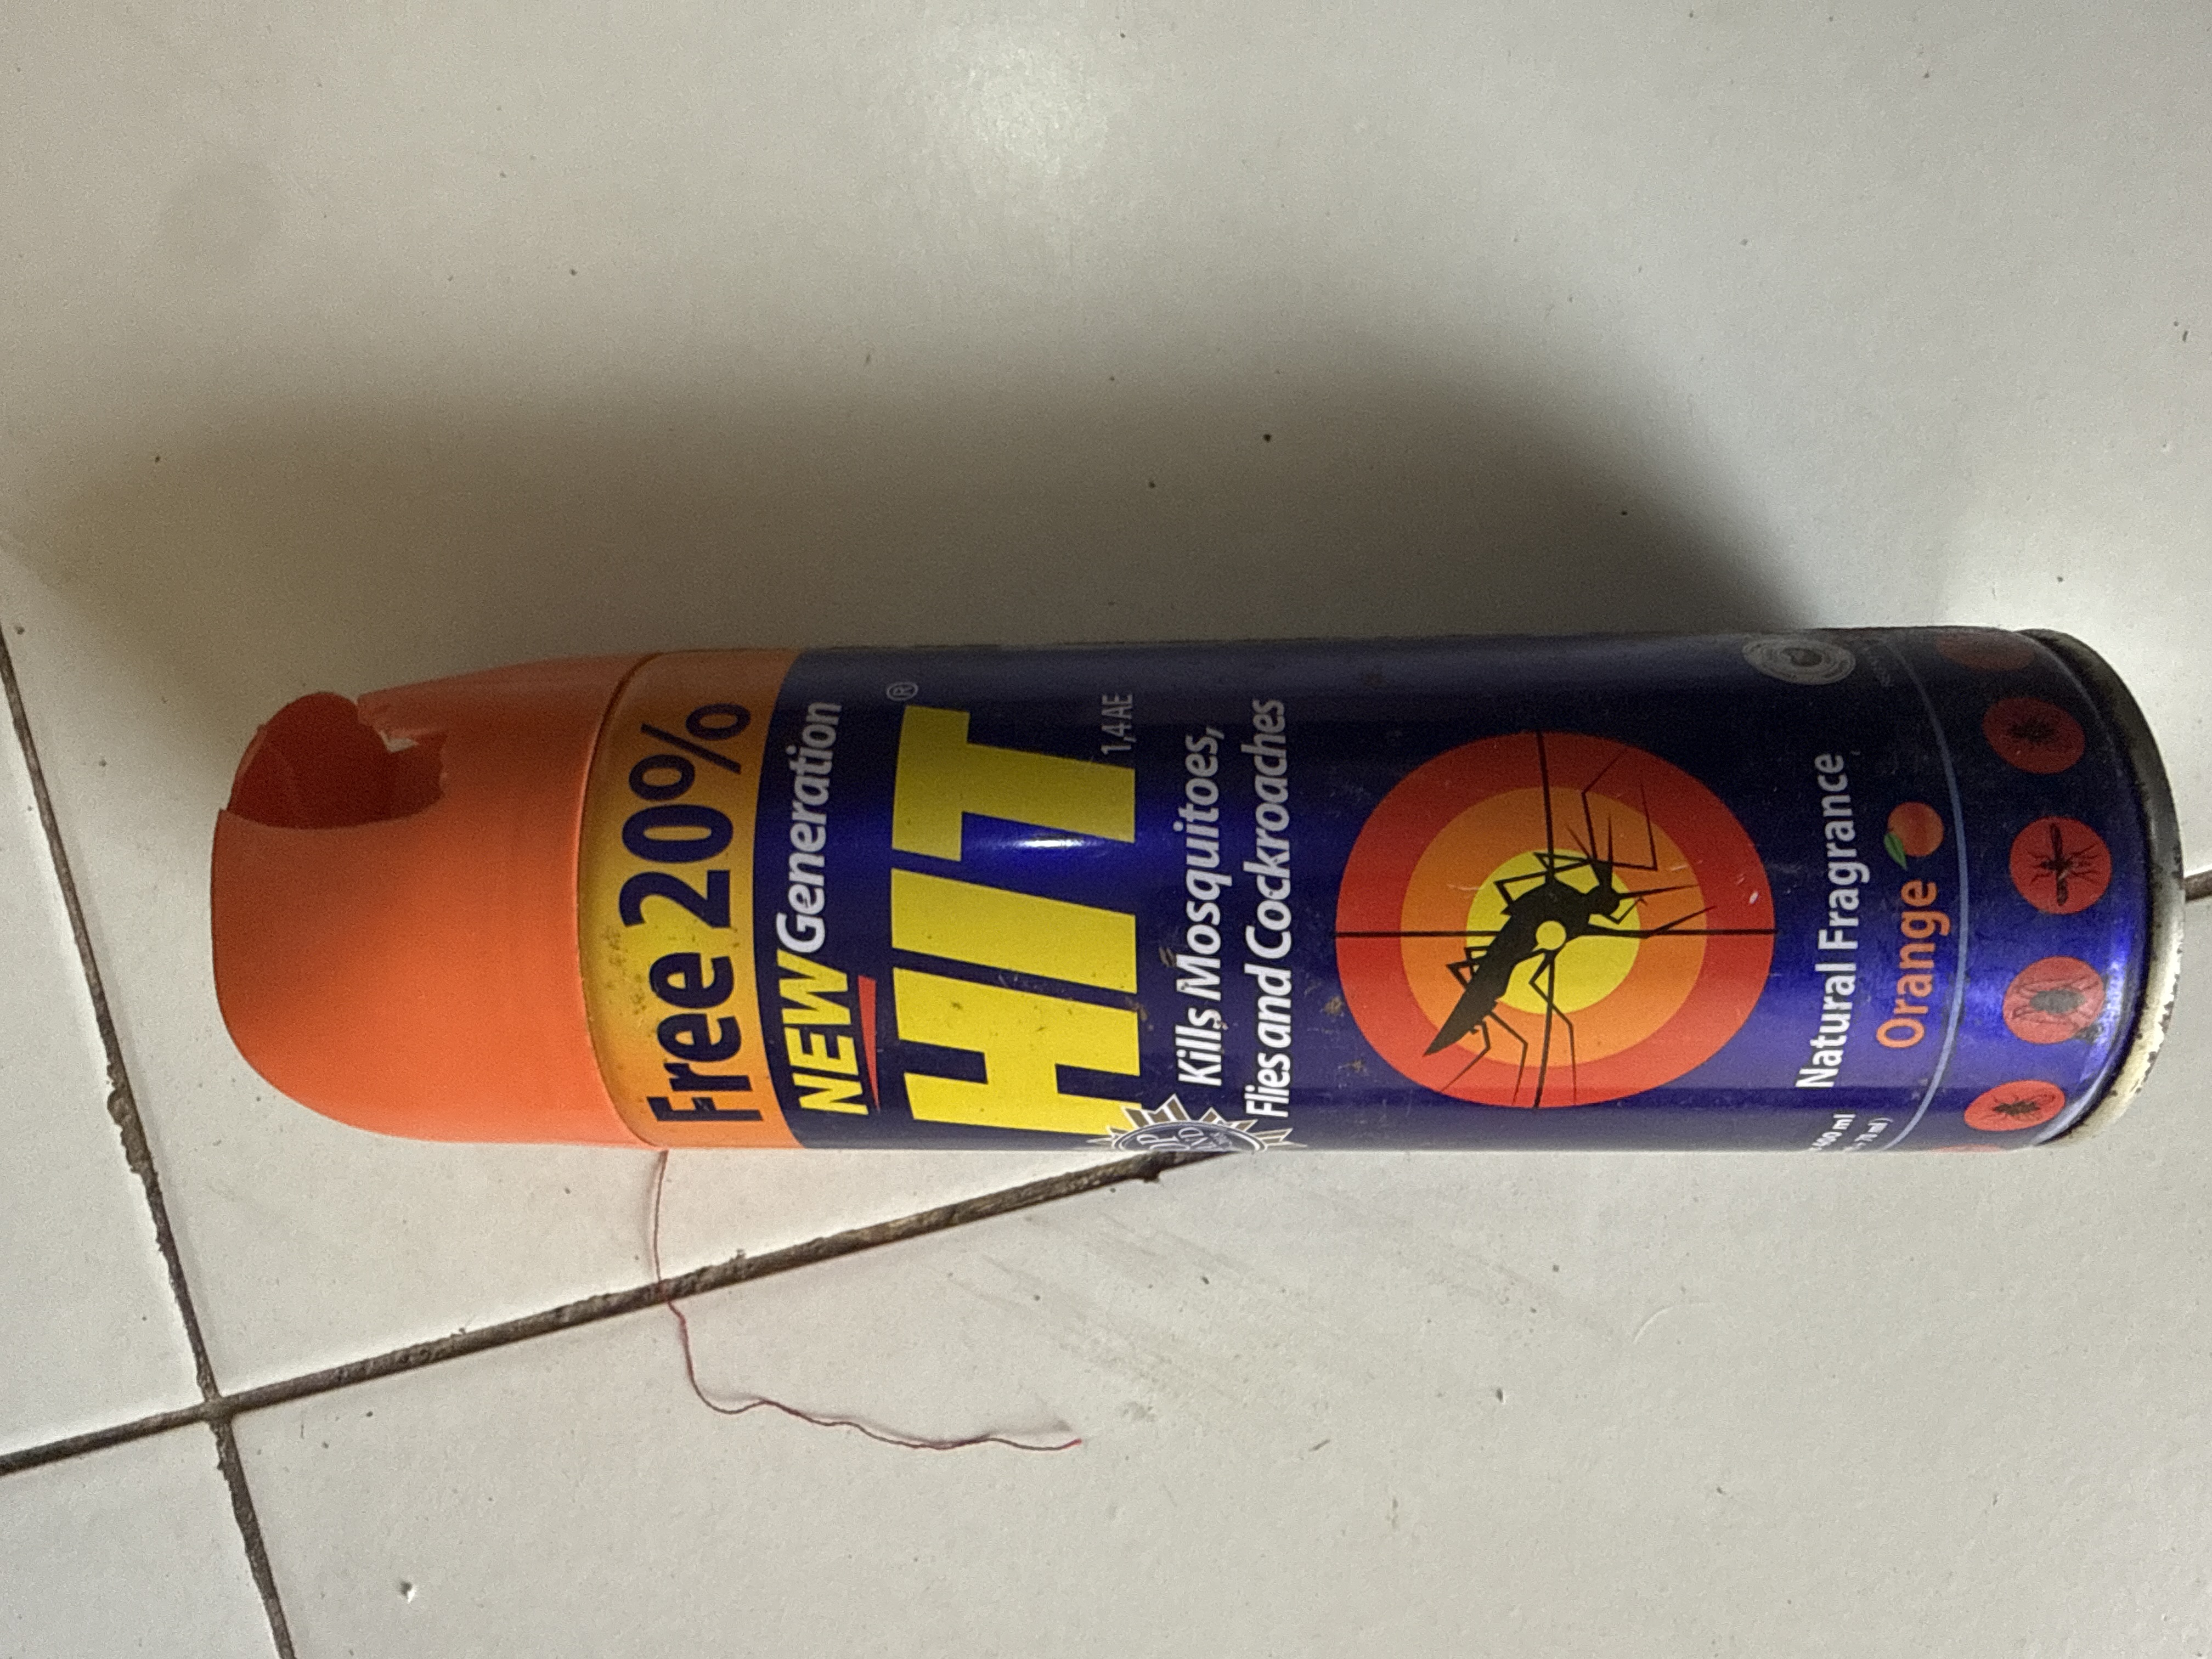 Free 20%
NEW Generation
HIT®
1,4 AE
Kills Mosquitoes,
Flies and Cockroaches
Natural Fragrance
Orange